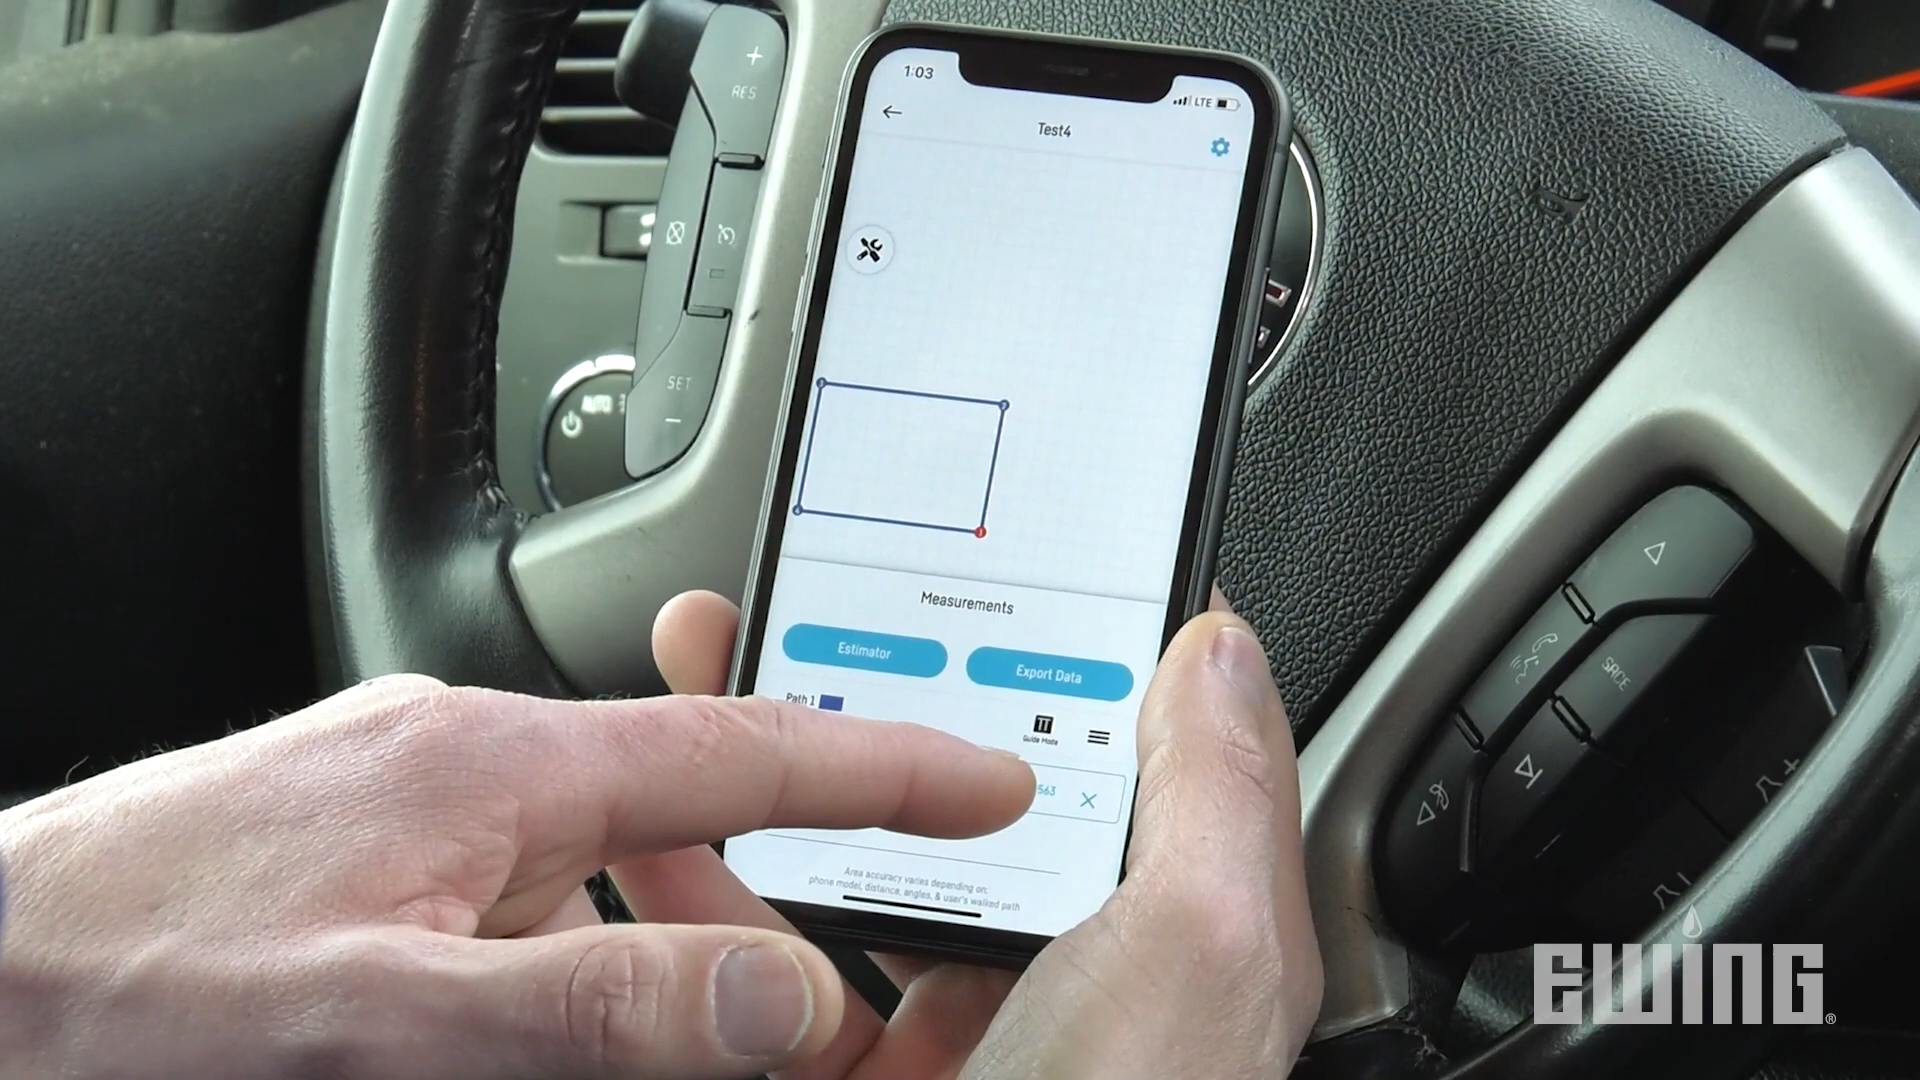 +
RES
SET
–
AUTO
1:03
LTE
Test4
Measurements
Estimator
Export Data
Path 1
Guide Mode
563
Area accuracy varies depending on:
phone model, distance, angles, & user's walked path
EWING®